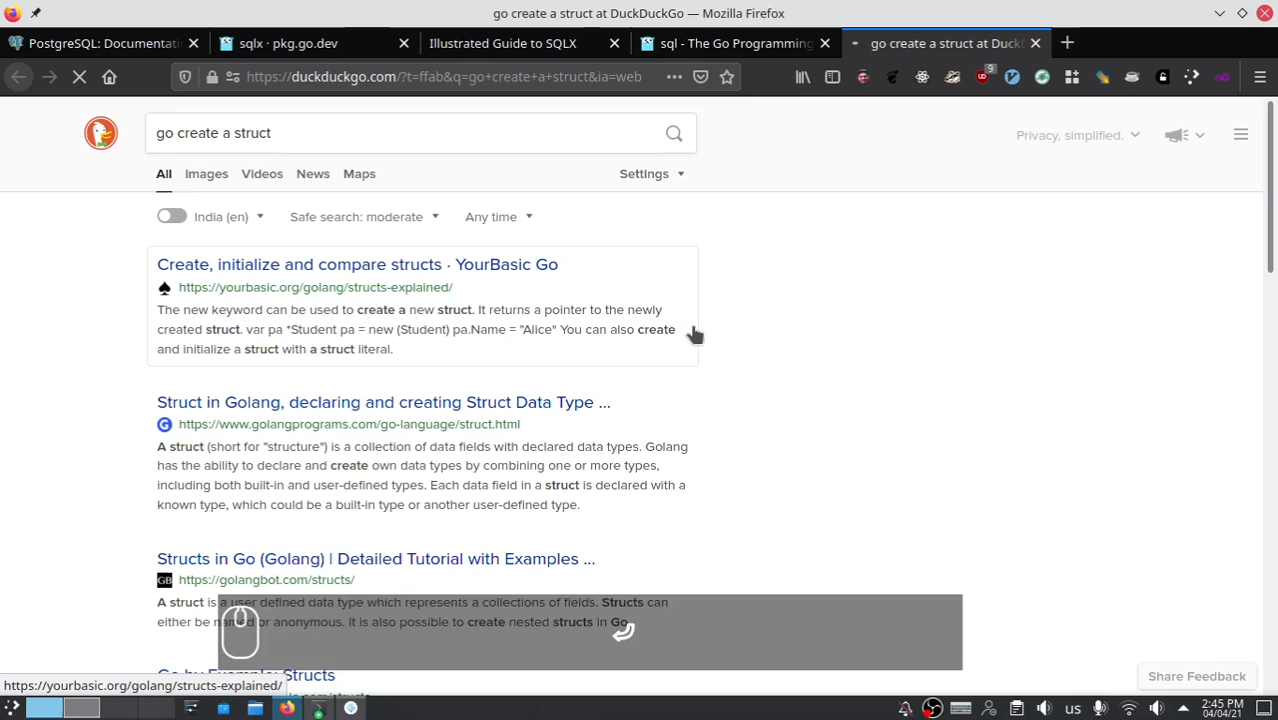 go create a struct at DuckDuckGo — Mozilla Firefox
PostgreSQL: Documentati
sqlx · pkg.go.dev
Illustrated Guide to SQLX
sql - The Go Programming
go create a struct at Duck
https://duckduckgo.com/?t=ffab&q=go+create+a+struct&ia=web
9
go create a struct
Privacy, simplified.
All Images Videos News Maps Settings
India (en) Safe search: moderate Any time
Create, initialize and compare structs · YourBasic Go
https://yourbasic.org/golang/structs-explained/
The new keyword can be used to create a new struct. It returns a pointer to the newly
created struct. var pa *Student pa = new (Student) pa.Name = "Alice" You can also create
and initialize a struct with a struct literal.
Struct in Golang, declaring and creating Struct Data Type ...
https://www.golangprograms.com/go-language/struct.html
A struct (short for "structure") is a collection of data fields with declared data types. Golang
has the ability to declare and create own data types by combining one or more types,
including both built-in and user-defined types. Each data field in a struct is declared with a
known type, which could be a built-in type or another user-defined type.
Structs in Go (Golang) | Detailed Tutorial with Examples ...
GB https://golangbot.com/structs/
A struct is a user defined data type which represents a collections of fields. Structs can
either be named or anonymous. It is also possible to create nested structs in Go
Go by Example: Structs
https://yourbasic.org/golang/structs-explained/
Share Feedback
us
2:45 PM
04/04/21